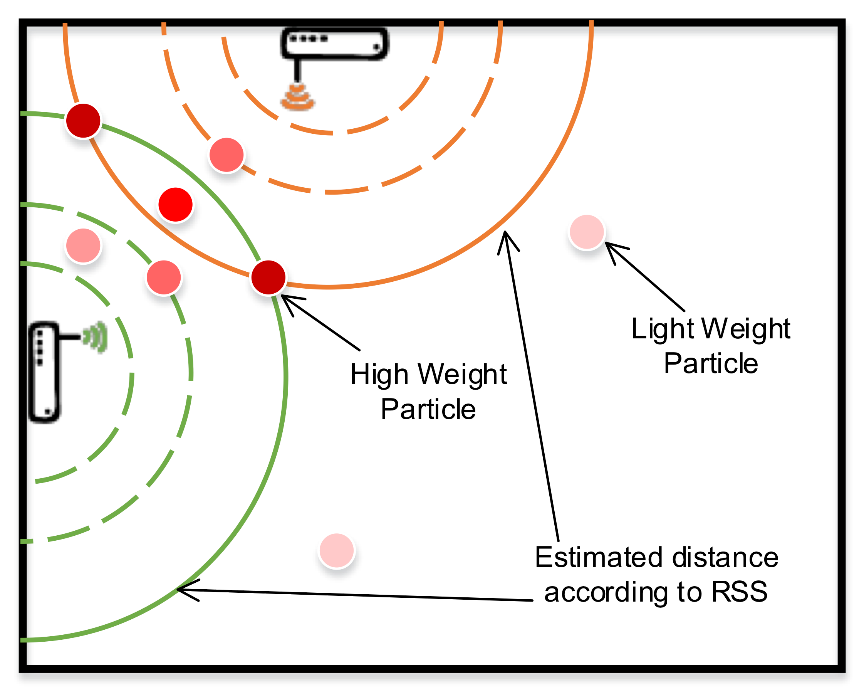 Light Weight
Particle
High Weight
Particle
Estimated distance
according to RSS